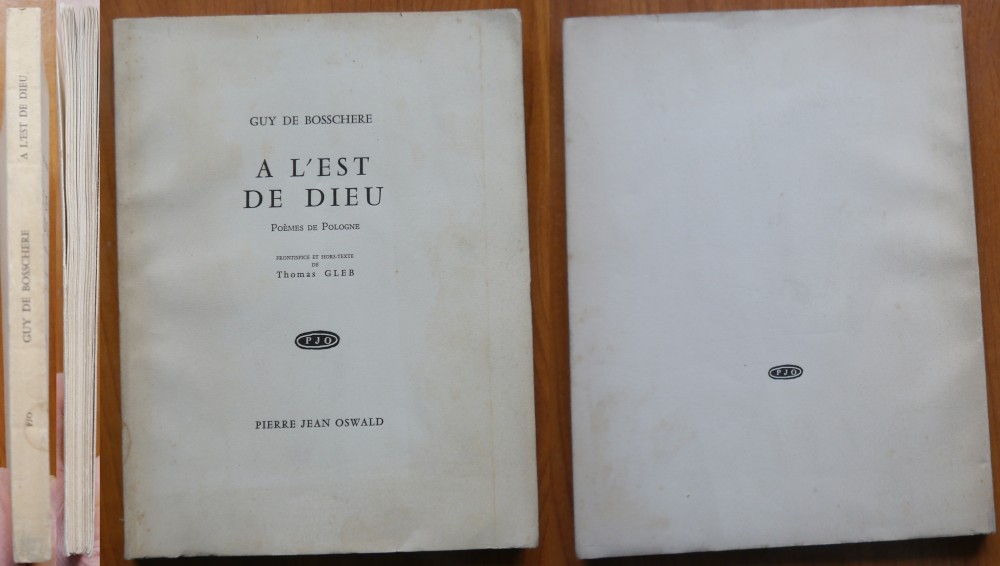 A L'EST DE DIEU
GUY DE BOSSCHERE
PJO
GUY DE BOSSCHERE
A L'EST
DE DIEU
POÈMES DE POLOGNE
FRONTISPICE ET HORS-TEXTE
DE
Thomas GLEB
PJO
PIERRE JEAN OSWALD
PJO